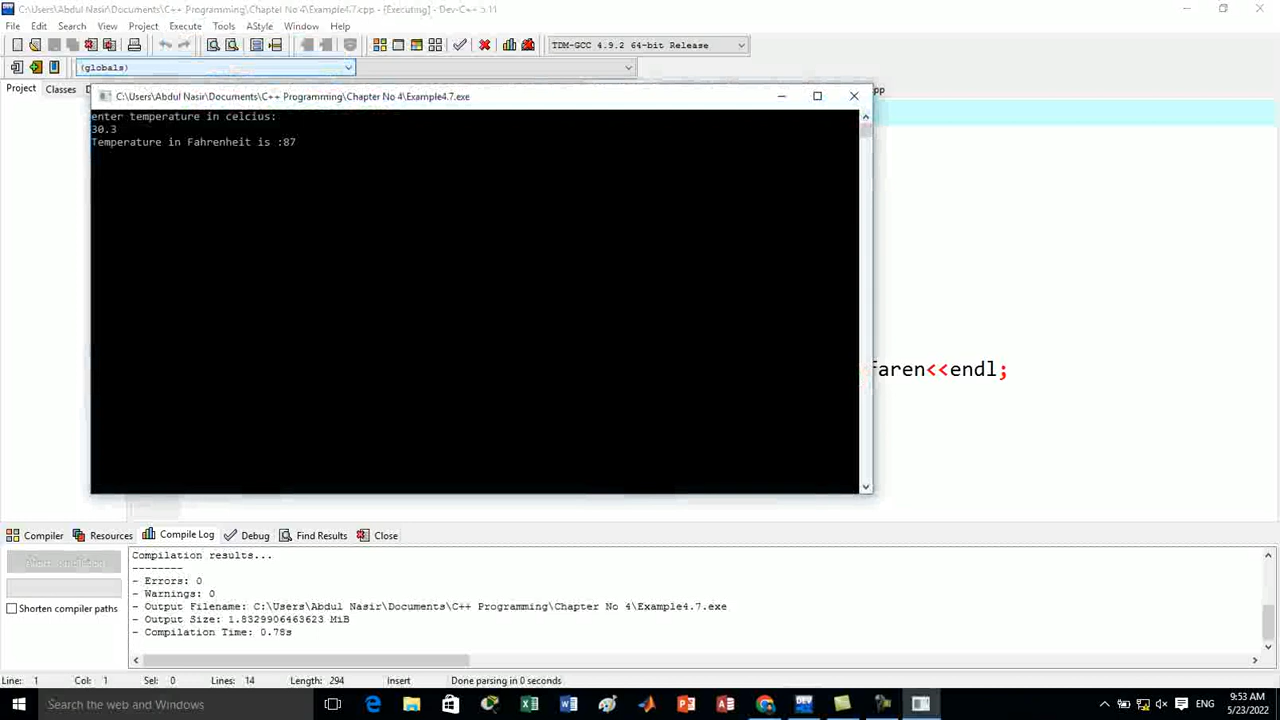 C:\Users\Abdul Nasir\Documents\C++ Programming\Chapter No 4\Example4.7.cpp - [Executing] - Dev-C++ 5.11
File Edit Search View Project Execute Tools AStyle Window Help
TDM-GCC 4.9.2 64-bit Release
(globals)
Project Classes D pp
C:\Users\Abdul Nasir\Documents\C++ Programming\Chapter No 4\Example4.7.exe
enter temperature in celcius:
30.3
Temperature in Fahrenheit is :87
faren<<endl;
Compiler Resources Compile Log Debug Find Results Close
Compilation results...
--------
- Errors: 0
- Warnings: 0
- Output Filename: C:\Users\Abdul Nasir\Documents\C++ Programming\Chapter No 4\Example4.7.exe
- Output Size: 1.8329906463623 MiB
- Compilation Time: 0.78s
Shorten compiler paths
Line: 1 Col: 1 Sel: 0 Lines: 14 Length: 294 Insert Done parsing in 0 seconds
Search the web and Windows
ENG
9:53 AM
5/23/2022